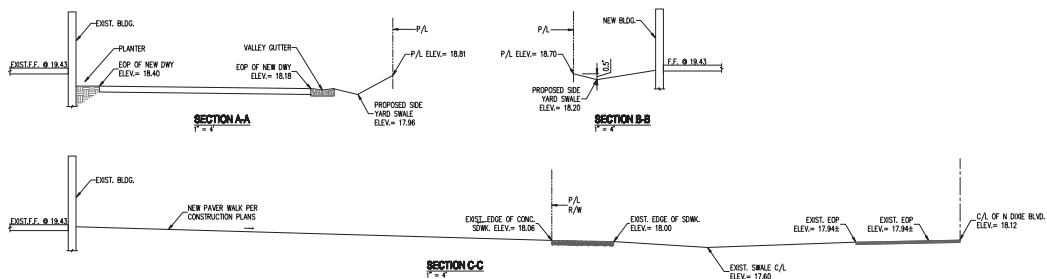 EXIST. BLDG.
PLANTER
EXIST.F.F. @ 19.43
EOP OF NEW DWY
ELEV.= 18.40
VALLEY GUTTER
EOP OF NEW DWY
ELEV.= 18.18
P/L
P/L ELEV.= 18.81
PROPOSED SIDE
YARD SWALE
ELEV.= 17.96
SECTION A-A
1" = 4'
P/L
NEW BLDG.
P/L ELEV.= 18.70
0.5'
F.F. @ 19.43
PROPOSED SIDE
YARD SWALE
ELEV.= 18.20
SECTION B-B
1" = 4'
EXIST. BLDG.
EXIST.F.F. @ 19.43
NEW PAVER WALK PER
CONSTRUCTION PLANS
P/L
R/W
EXIST. EDGE OF CONC.
SDWK. ELEV.= 18.06
EXIST. EDGE OF SDWK.
ELEV.= 18.00
EXIST. SWALE C/L
ELEV.= 17.60
EXIST. EOP
ELEV.= 17.94±
EXIST. EOP
ELEV.= 17.94±
C/L OF N DIXIE BLVD.
ELEV.= 18.12
SECTION C-C
1" = 4'